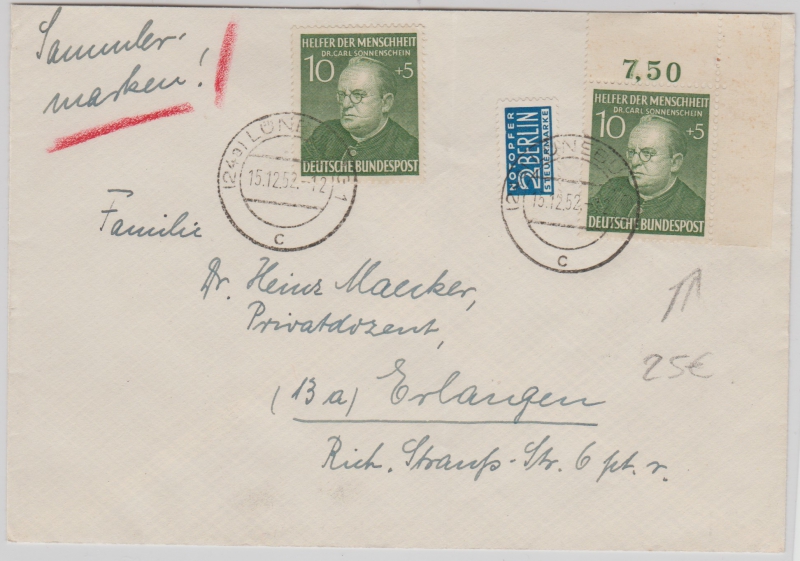 Sammler-
marken!
HELFER DER MENSCHHEIT
DR. CARL SONNENSCHEIN
10 +5
DEUTSCHE BUNDESPOST
7,50
HELFER DER MENSCHHEIT
DR. CARL SONNENSCHEIN
10 +5
DEUTSCHE BUNDESPOST
NOTOPFER
2 BERLIN
STEUERMARKE
15.12.52.-12
c
15.12.52.
c
Familie
Dr. Heinz Maecker,
Privatdozent,
(13a) Erlangen
Rich. Strauß-Str. 6 pt. r.
25€